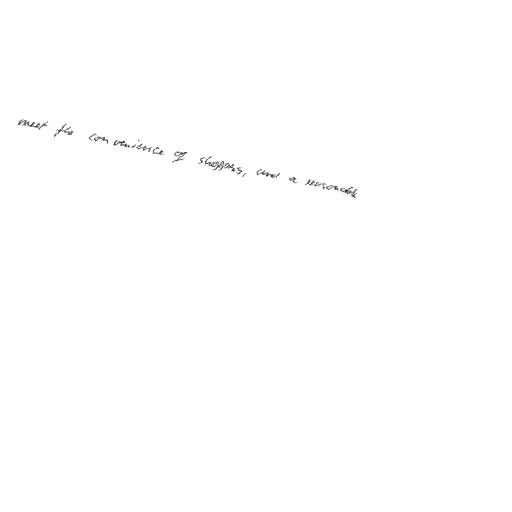 meet the convenience of shoppers, and a reasonable